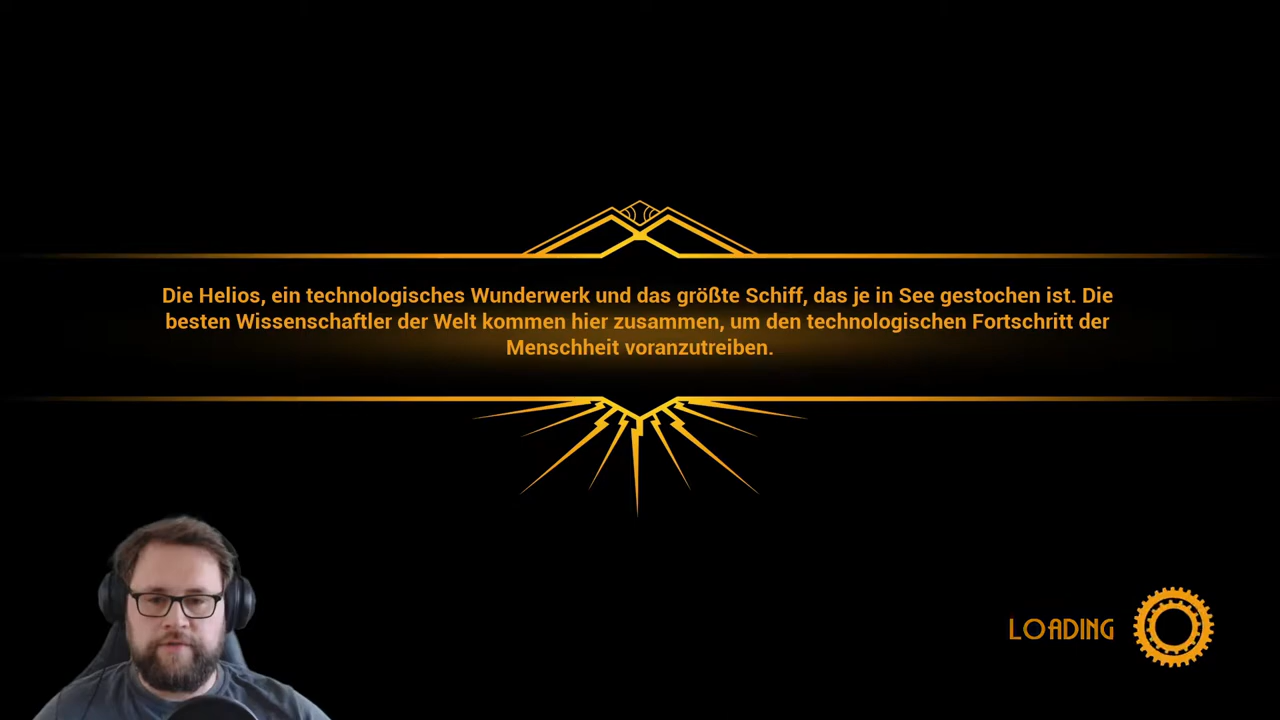 Die Helios, ein technologisches Wunderwerk und das größte Schiff, das je in See gestochen ist. Die
besten Wissenschaftler der Welt kommen hier zusammen, um den technologischen Fortschritt der
Menschheit voranzutreiben.
LOADING